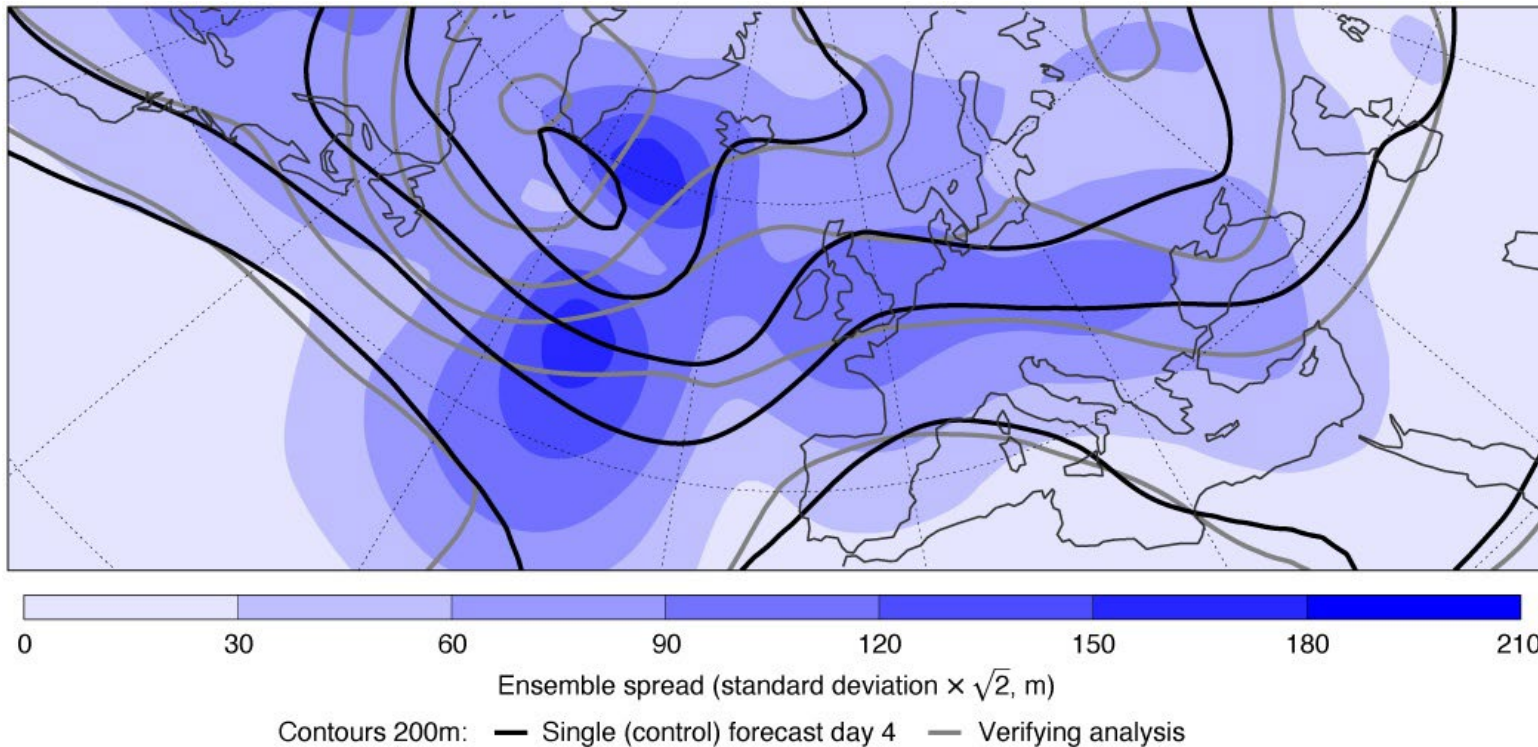 0 30 60 90 120 150 180 210
Ensemble spread (standard deviation × √2, m)
Contours 200m: Single (control) forecast day 4 Verifying analysis